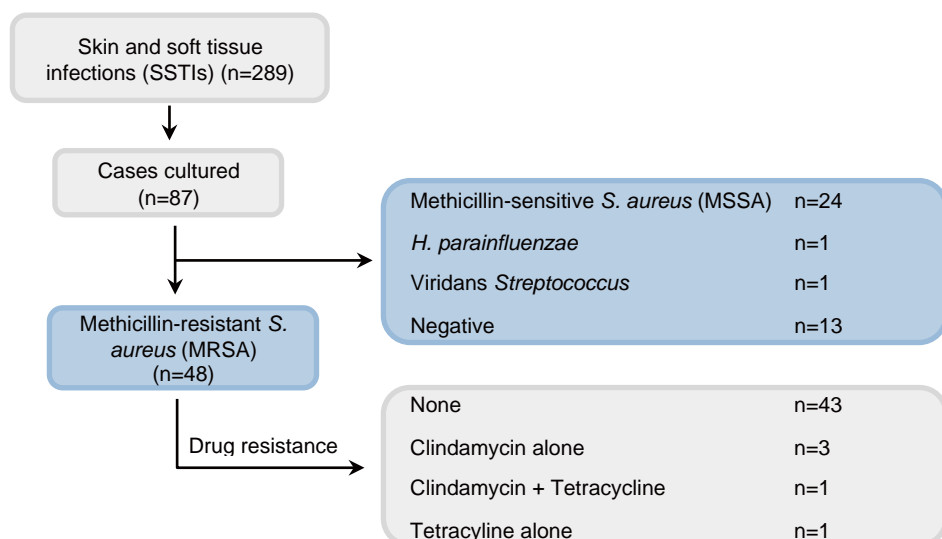 Skin and soft tissue
infections (SSTIs) (n=289)
Cases cultured
(n=87)
Methicillin-sensitive S. aureus (MSSA) n=24
H. parainfluenzae n=1
Viridans Streptococcus n=1
Negative n=13
Methicillin-resistant S.
aureus (MRSA)
(n=48)
Drug resistance
None n=43
Clindamycin alone n=3
Clindamycin + Tetracycline n=1
Tetracyline alone n=1